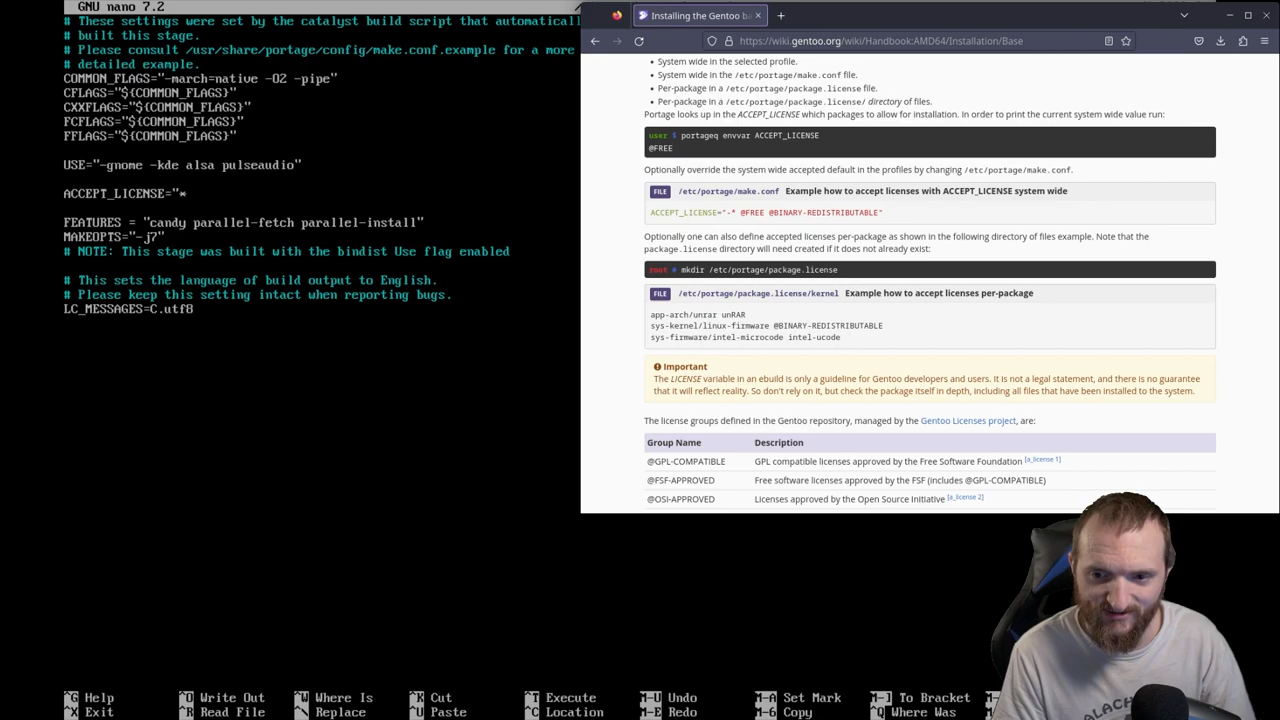 GNU nano 7.2
# These settings were set by the catalyst build script that automatically
# built this stage.
# Please consult /usr/share/portage/config/make.conf.example for a more
# detailed example.
COMMON_FLAGS="-march=native -O2 -pipe"
CFLAGS="${COMMON_FLAGS}"
CXXFLAGS="${COMMON_FLAGS}"
FCFLAGS="${COMMON_FLAGS}"
FFLAGS="${COMMON_FLAGS}"
USE="-gnome -kde alsa pulseaudio"
ACCEPT_LICENSE="*
FEATURES = "candy parallel-fetch parallel-install"
MAKEOPTS="-j7"
# NOTE: This stage was built with the bindist Use flag enabled
# This sets the language of build output to English.
# Please keep this setting intact when reporting bugs.
LC_MESSAGES=C.utf8
^G Help ^O Write Out ^W Where Is ^K Cut ^T Execute M-U Undo M-A Set Mark M-] To Bracket
^X Exit ^R Read File ^\ Replace ^U Paste ^C Location M-E Redo M-6 Copy ^Q Where Was
Installing the Gentoo ba
https://wiki.gentoo.org/wiki/Handbook:AMD64/Installation/Base
• System wide in the selected profile.
• System wide in the /etc/portage/make.conf file.
• Per-package in a /etc/portage/package.license file.
• Per-package in a /etc/portage/package.license/ directory of files.
Portage looks up in the ACCEPT_LICENSE which packages to allow for installation. In order to print the current system wide value run:
user $ portageq envvar ACCEPT_LICENSE
@FREE
Optionally override the system wide accepted default in the profiles by changing /etc/portage/make.conf.
FILE /etc/portage/make.conf Example how to accept licenses with ACCEPT_LICENSE system wide
ACCEPT_LICENSE="-* @FREE @BINARY-REDISTRIBUTABLE"
Optionally one can also define accepted licenses per-package as shown in the following directory of files example. Note that the
package.license directory will need created if it does not already exist:
root # mkdir /etc/portage/package.license
FILE /etc/portage/package.license/kernel Example how to accept licenses per-package
app-arch/unrar unRAR
sys-kernel/linux-firmware @BINARY-REDISTRIBUTABLE
sys-firmware/intel-microcode intel-ucode
Important
The LICENSE variable in an ebuild is only a guideline for Gentoo developers and users. It is not a legal statement, and there is no guarantee
that it will reflect reality. So don't rely on it, but check the package itself in depth, including all files that have been installed to the system.
The license groups defined in the Gentoo repository, managed by the Gentoo Licenses project, are:
Group Name Description
@GPL-COMPATIBLE GPL compatible licenses approved by the Free Software Foundation [a_license 1]
@FSF-APPROVED Free software licenses approved by the FSF (includes @GPL-COMPATIBLE)
@OSI-APPROVED Licenses approved by the Open Source Initiative [a_license 2]